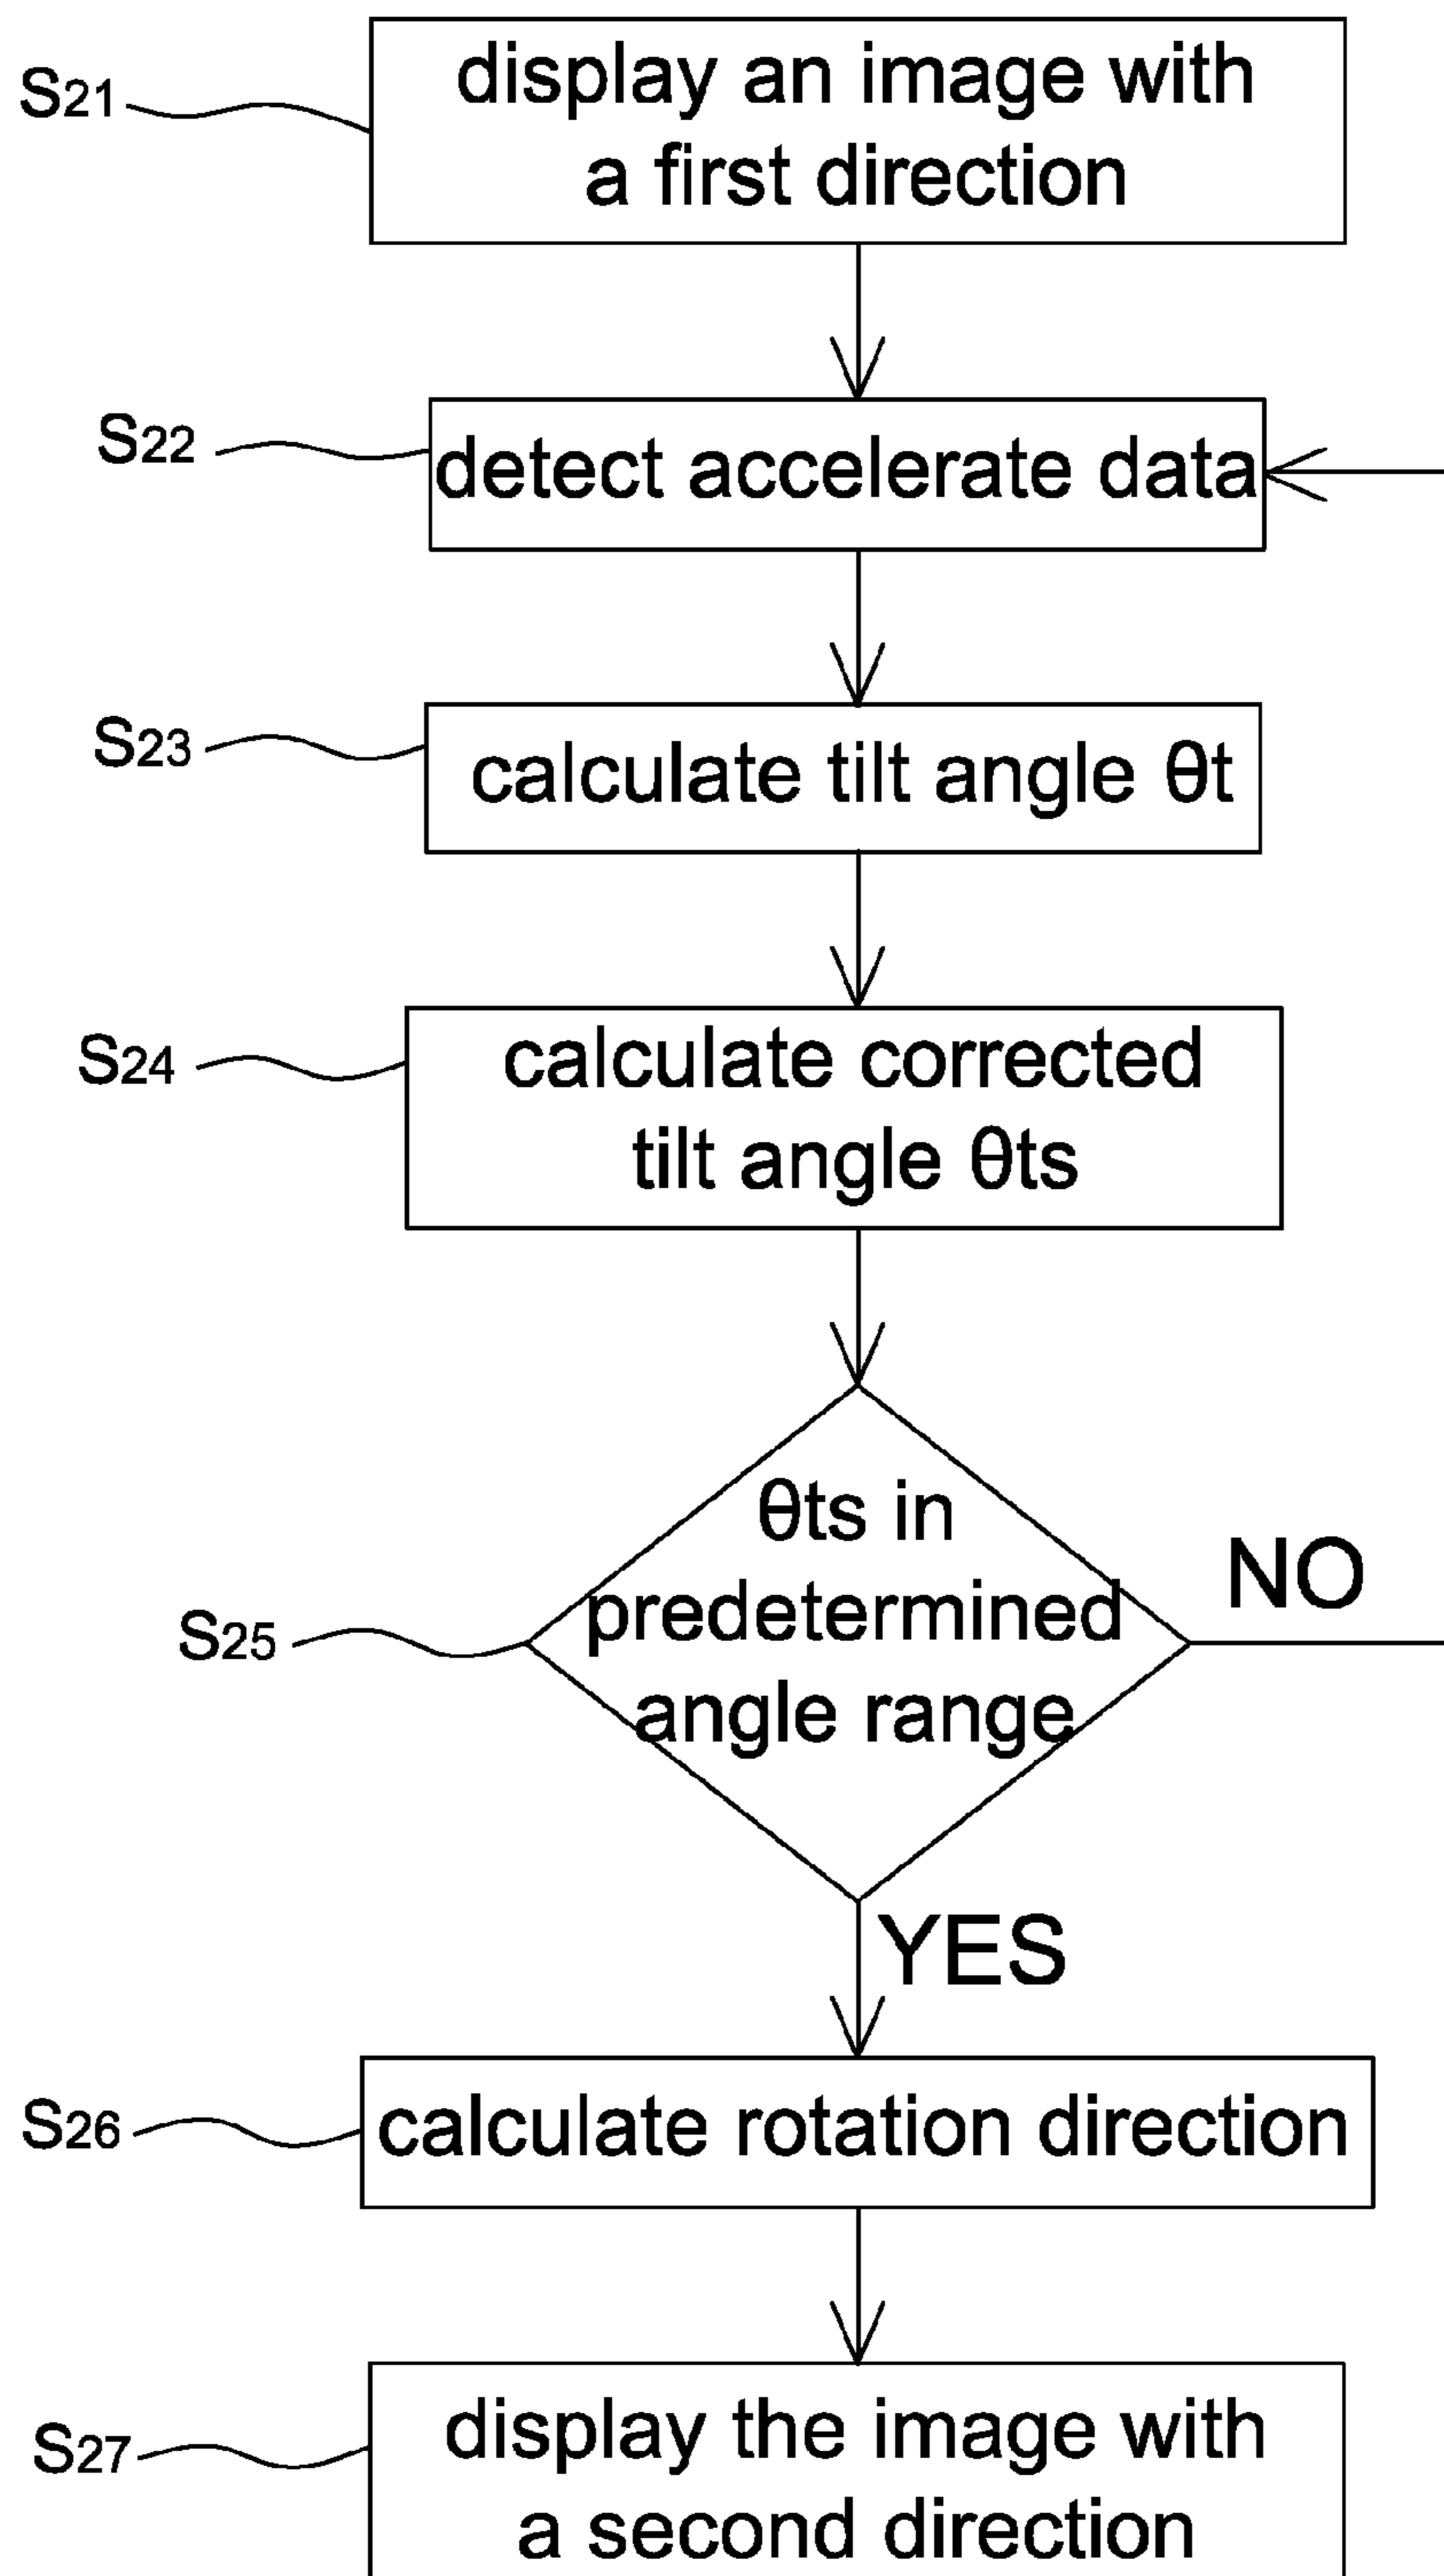 S21
display an image with
a first direction
S22
detect accelerate data
S23
calculate tilt angle θt
S24
calculate corrected
tilt angle θts
S25
θts in
predetermined
angle range
NO
YES
S26
calculate rotation direction
S27
display the image with
a second direction